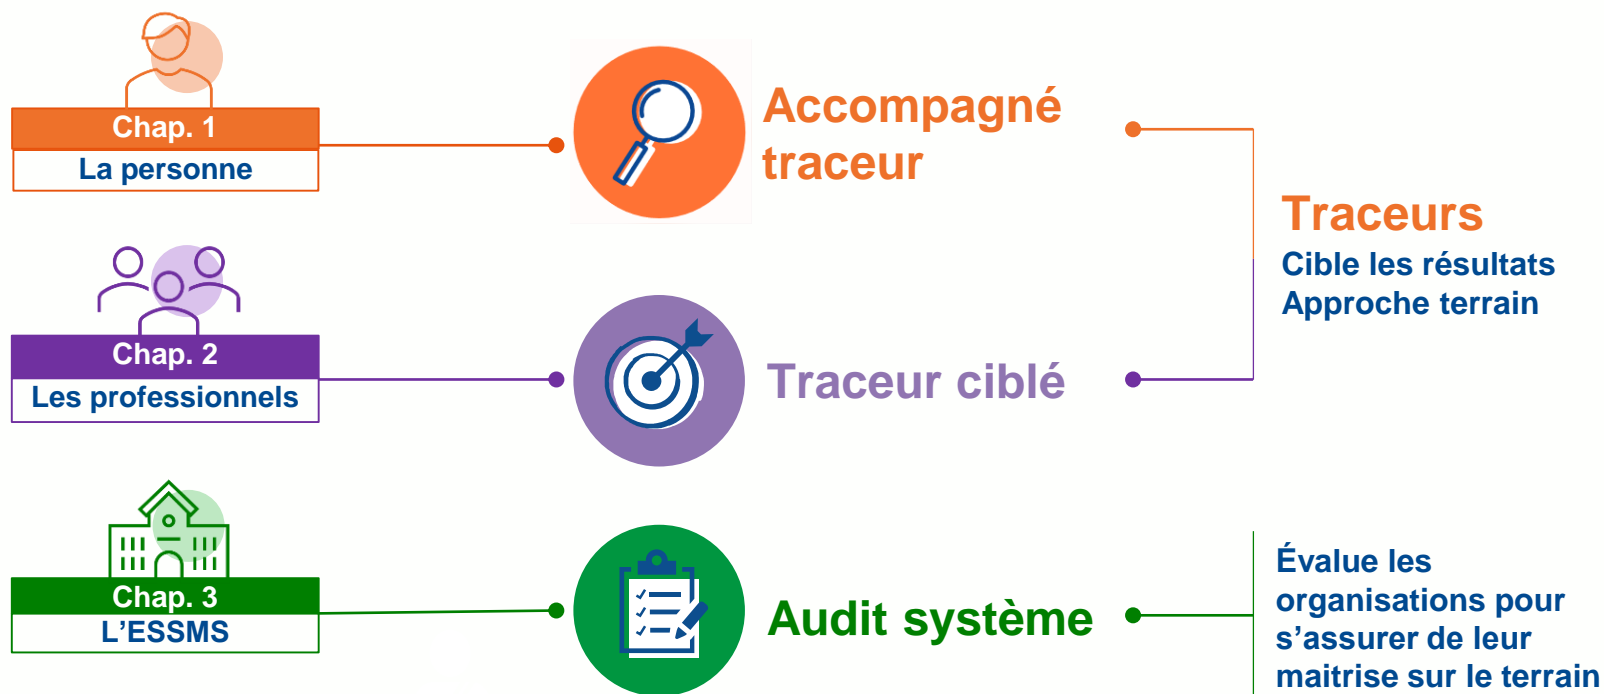 Chap. 1
La personne
Accompagné
traceur
Chap. 2
Les professionnels
Traceur ciblé
Traceurs
Cible les résultats
Approche terrain
Chap. 3
L’ESSMS
Audit système
Évalue les
organisations pour
s’assurer de leur
maitrise sur le terrain